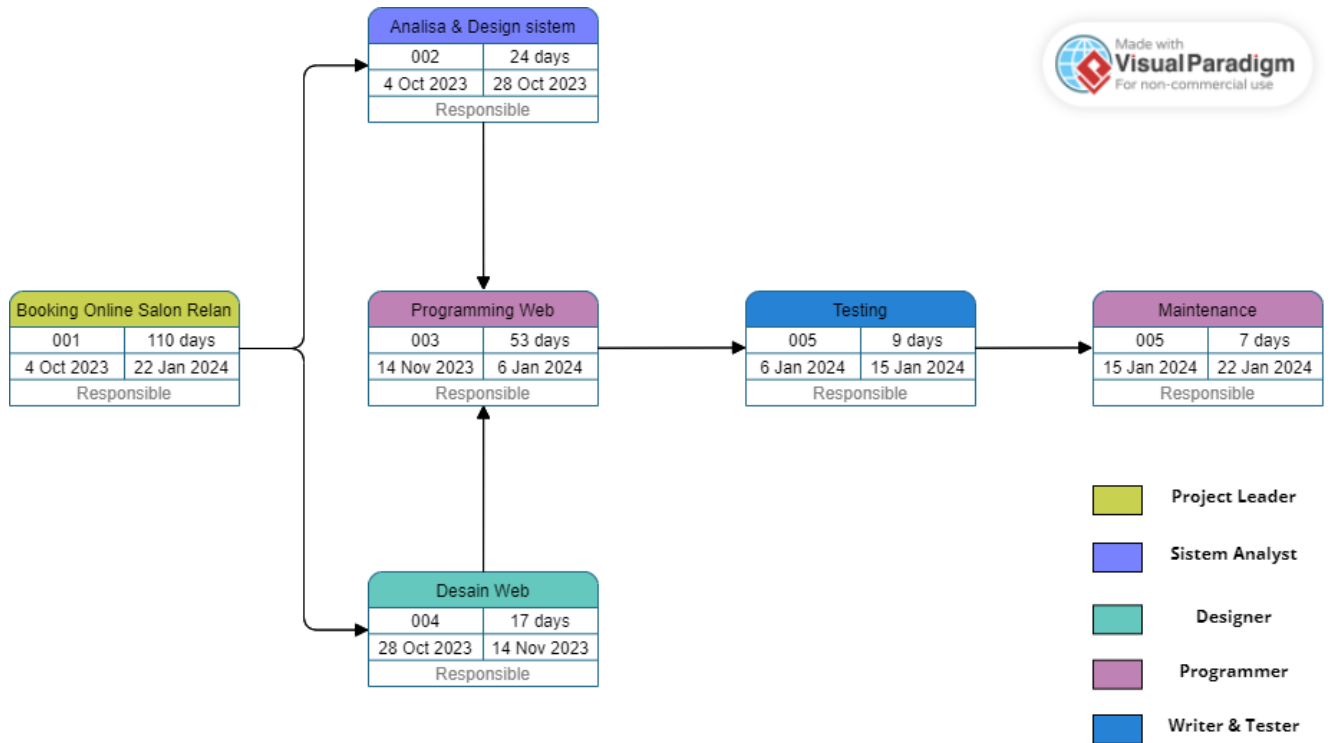 Analisa & Design sistem
002 24 days
4 Oct 2023 28 Oct 2023
Responsible
Made with
Visual Paradigm
For non-commercial use
Booking Online Salon Relan
001 110 days
4 Oct 2023 22 Jan 2024
Responsible
Programming Web
003 53 days
14 Nov 2023 6 Jan 2024
Responsible
Testing
005 9 days
6 Jan 2024 15 Jan 2024
Responsible
Maintenance
005 7 days
15 Jan 2024 22 Jan 2024
Responsible
Desain Web
004 17 days
28 Oct 2023 14 Nov 2023
Responsible
Project Leader
Sistem Analyst
Designer
Programmer
Writer & Tester